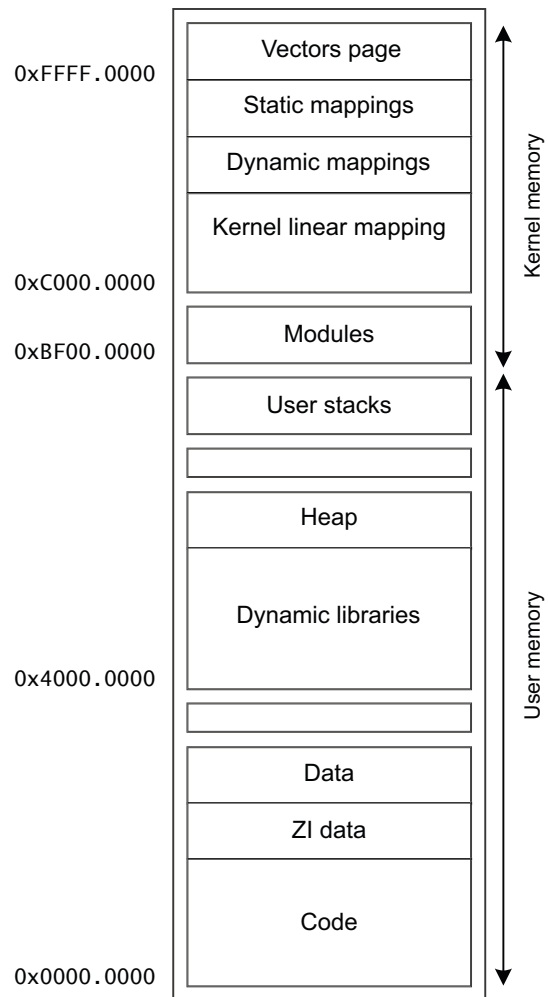 Vectors page
0xFFFF.0000
Static mappings
Dynamic mappings
Kernel linear mapping
0xC000.0000
Modules
0xBF00.0000
Kernel memory
User stacks
Heap
Dynamic libraries
0x4000.0000
Data
ZI data
Code
0x0000.0000
User memory